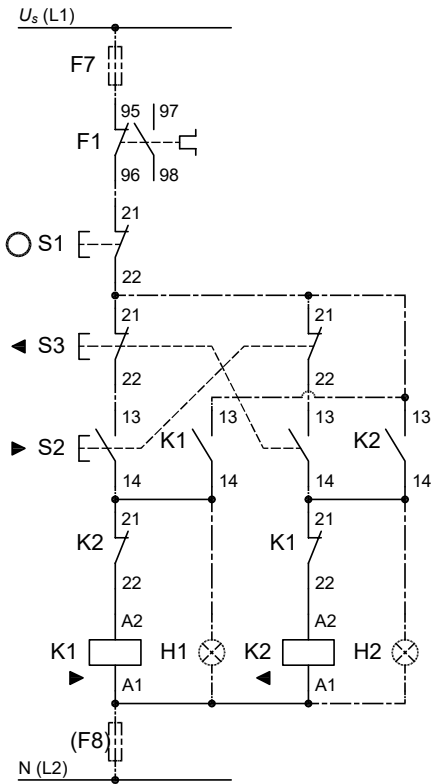 Us (L1)
F7
95 97
F1
96 98
21
S1
22
21 21
S3
22 22
13 13 13 13
S2 K1 K2
14 14 14 14
21 21
K2 K1
22 22
A2 A2
K1 H1 K2 H2
A1 A1
(F8)
N (L2)